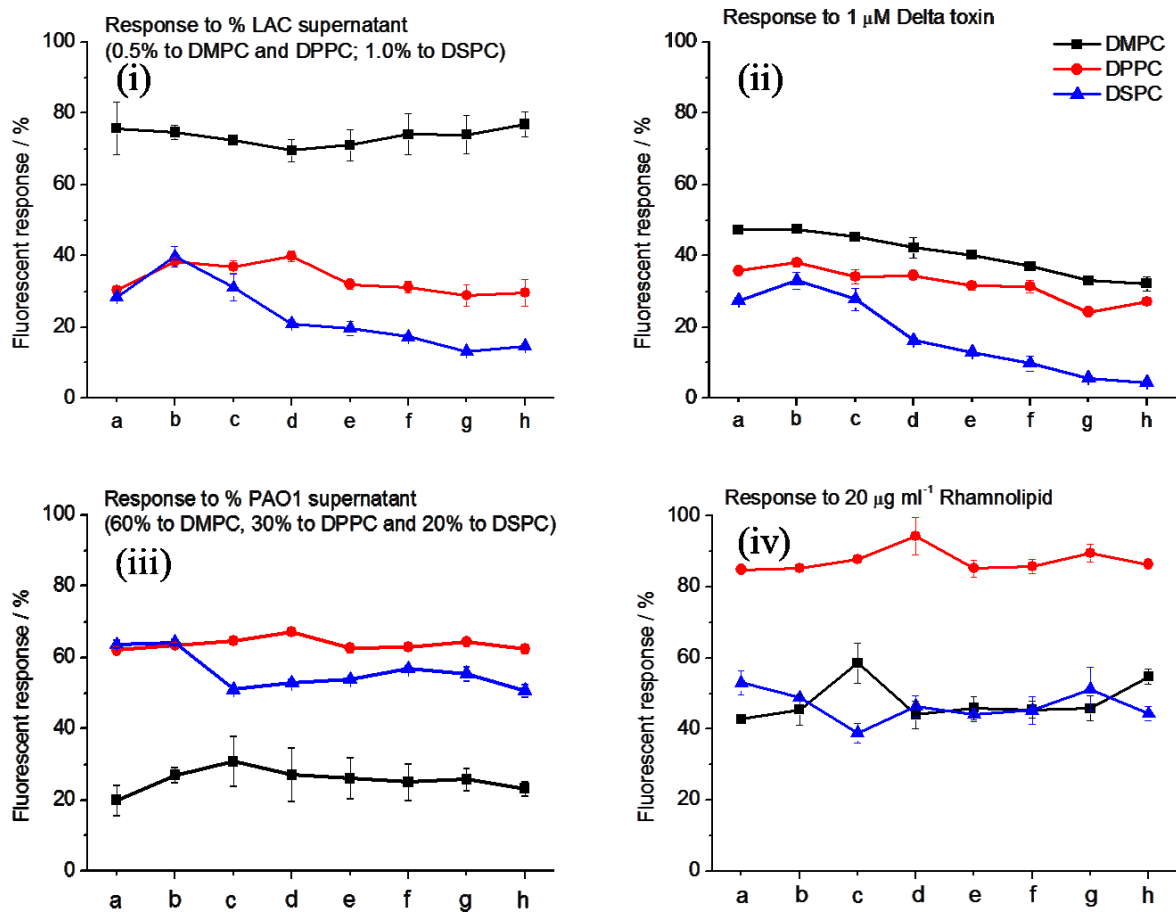 Response to % LAC supernatant
(0.5% to DMPC and DPPC; 1.0% to DSPC)
(i)
100
80
60
40
20
0
Fluorescent response / %
a b c d e f g h
Response to 1 μM Delta toxin
(ii)
DMPC
DPPC
DSPC
100
80
60
40
20
0
Fluorescent response / %
a b c d e f g h
Response to % PAO1 supernatant
(60% to DMPC, 30% to DPPC and 20% to DSPC)
(iii)
100
80
60
40
20
0
Fluorescent response / %
a b c d e f g h
Response to 20 μg ml⁻¹ Rhamnolipid
(iv)
100
80
60
40
20
0
Fluorescent response / %
a b c d e f g h